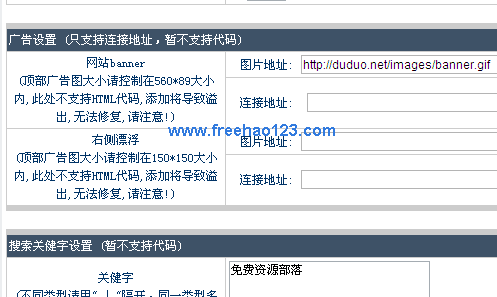 广告设置 (只支持连接地址，暂不支持代码)
网站banner
(顶部广告图大小请控制在560*89大小
内,此处不支持HTML代码,添加将导致溢
出,无法修复,请注意!)
图片地址: http://duduo.net/images/banner.gif
连接地址:
www.freehao123.com
右侧漂浮
(顶部广告图大小请控制在150*150大小
内,此处不支持HTML代码,添加将导致溢
出,无法修复,请注意!)
图片地址:
连接地址:
搜索关健字设置 (暂不支持代码)
关健字
(不同类型请用“|”隔开，同一类型多
免费资源部落